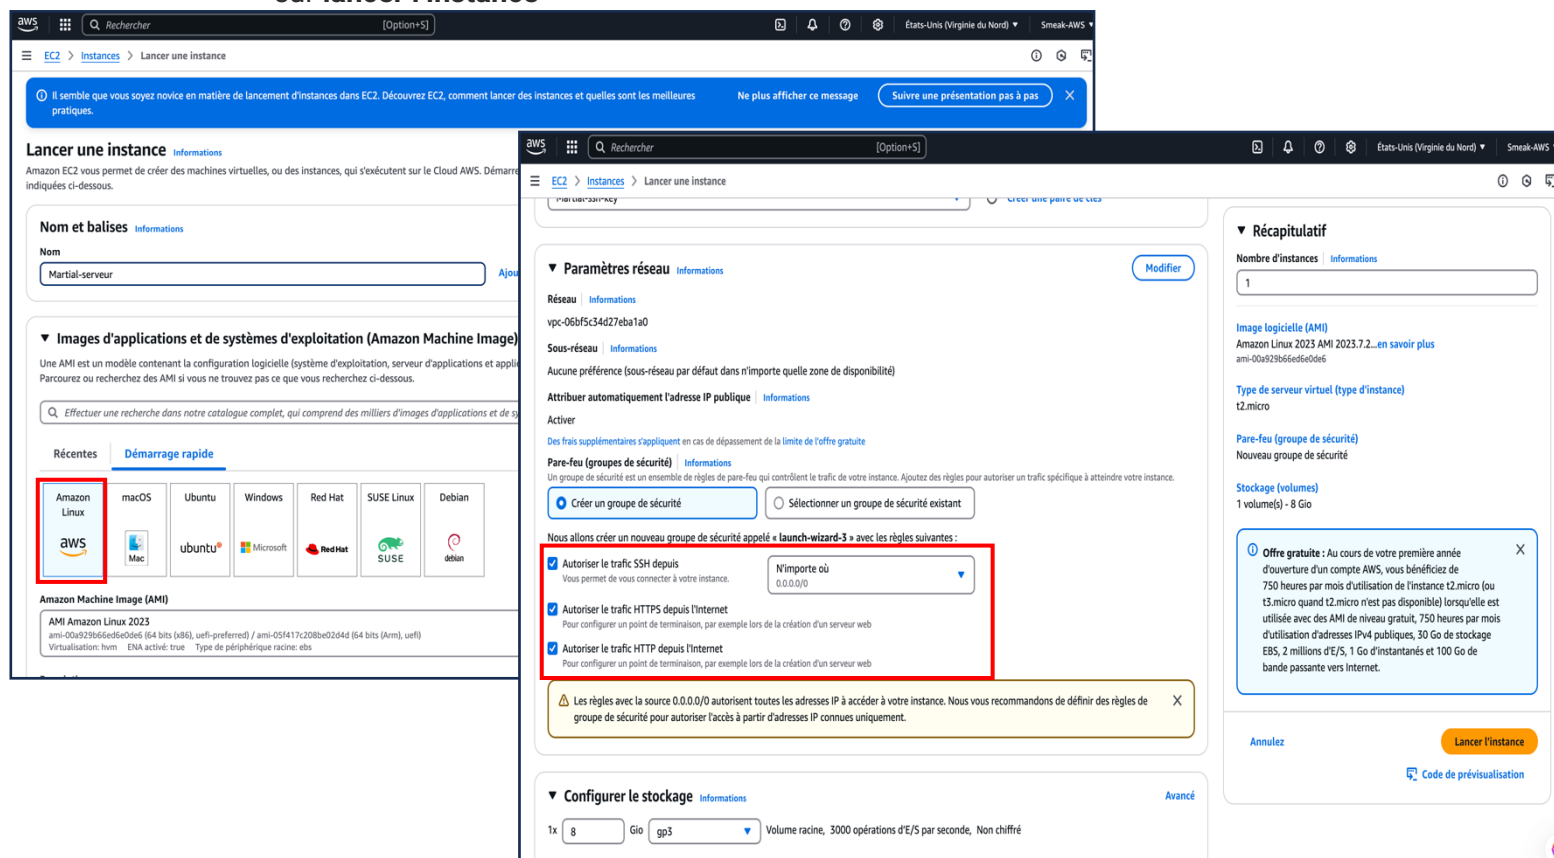 sur lancer l'instance
aws
Rechercher [Option+S] États-Unis (Virginie du Nord) ▼ Smeak-AWS ▼
EC2 > Instances > Lancer une instance
Il semble que vous soyez novice en matière de lancement d'instances dans EC2. Découvrez EC2, comment lancer des instances et quelles sont les meilleures
pratiques.
Ne plus afficher ce message Suivre une présentation pas à pas
Lancer une instance Informations
Amazon EC2 vous permet de créer des machines virtuelles, ou des instances, qui s'exécutent sur le Cloud AWS. Démarre
indiquées ci-dessous.
Nom et balises Informations
Nom
Martial-serveur
Ajou
Images d'applications et de systèmes d'exploitation (Amazon Machine Image)
Une AMI est un modèle contenant la configuration logicielle (système d'exploitation, serveur d'applications et applic
Parcourez ou recherchez des AMI si vous ne trouvez pas ce que vous recherchez ci-dessous.
Effectuer une recherche dans notre catalogue complet, qui comprend des milliers d'images d'applications et de sy
Récentes Démarrage rapide
Amazon
Linux
aws
macOS
Mac
Ubuntu
ubuntu®
Windows
Microsoft
Red Hat
Red Hat
SUSE Linux
SUSE
Debian
debian
Amazon Machine Image (AMI)
AMI Amazon Linux 2023
ami-00a929b66ed6e0de6 (64 bits (x86), uefi-preferred) / ami-05f417c208be02d4d (64 bits (Arm), uefi)
Virtualisation: hvm ENA activé: true Type de périphérique racine: ebs
aws
Rechercher [Option+S] États-Unis (Virginie du Nord) ▼ Smeak-AWS
EC2 > Instances > Lancer une instance
Martial-ssh-key
Créer une paire de clés
Paramètres réseau Informations
Modifier
Réseau Informations
vpc-06bf5c34d27eba1a0
Sous-réseau Informations
Aucune préférence (sous-réseau par défaut dans n'importe quelle zone de disponibilité)
Attribuer automatiquement l'adresse IP publique Informations
Activer
Des frais supplémentaires s'appliquent en cas de dépassement de la limite de l'offre gratuite
Pare-feu (groupes de sécurité) Informations
Un groupe de sécurité est un ensemble de règles de pare-feu qui contrôlent le trafic de votre instance. Ajoutez des règles pour autoriser un trafic spécifique à atteindre votre instance.
Créer un groupe de sécurité
Sélectionner un groupe de sécurité existant
Nous allons créer un nouveau groupe de sécurité appelé « launch-wizard-3 » avec les règles suivantes :
Autoriser le trafic SSH depuis
Vous permet de vous connecter à votre instance.
N'importe où
0.0.0.0/0
Autoriser le trafic HTTPS depuis l'Internet
Pour configurer un point de terminaison, par exemple lors de la création d'un serveur web
Autoriser le trafic HTTP depuis l'Internet
Pour configurer un point de terminaison, par exemple lors de la création d'un serveur web
Les règles avec la source 0.0.0.0/0 autorisent toutes les adresses IP à accéder à votre instance. Nous vous recommandons de définir des règles de
groupe de sécurité pour autoriser l'accès à partir d'adresses IP connues uniquement.
Configurer le stockage Informations
Avancé
1x 8 Gio gp3 Volume racine, 3000 opérations d'E/S par seconde, Non chiffré
Récapitulatif
Nombre d'instances Informations
1
Image logicielle (AMI)
Amazon Linux 2023 AMI 2023.7.2...en savoir plus
ami-00a929b66ed6e0de6
Type de serveur virtuel (type d'instance)
t2.micro
Pare-feu (groupe de sécurité)
Nouveau groupe de sécurité
Stockage (volumes)
1 volume(s) - 8 Gio
Offre gratuite : Au cours de votre première année
d'ouverture d'un compte AWS, vous bénéficiez de
750 heures par mois d'utilisation de l'instance t2.micro (ou
t3.micro quand t2.micro n'est pas disponible) lorsqu'elle est
utilisée avec des AMI de niveau gratuit, 750 heures par mois
d'utilisation d'adresses IPv4 publiques, 30 Go de stockage
EBS, 2 millions d'E/S, 1 Go d'instantanés et 100 Go de
bande passante vers Internet.
Annulez
Lancer l'instance
Code de prévisualisation